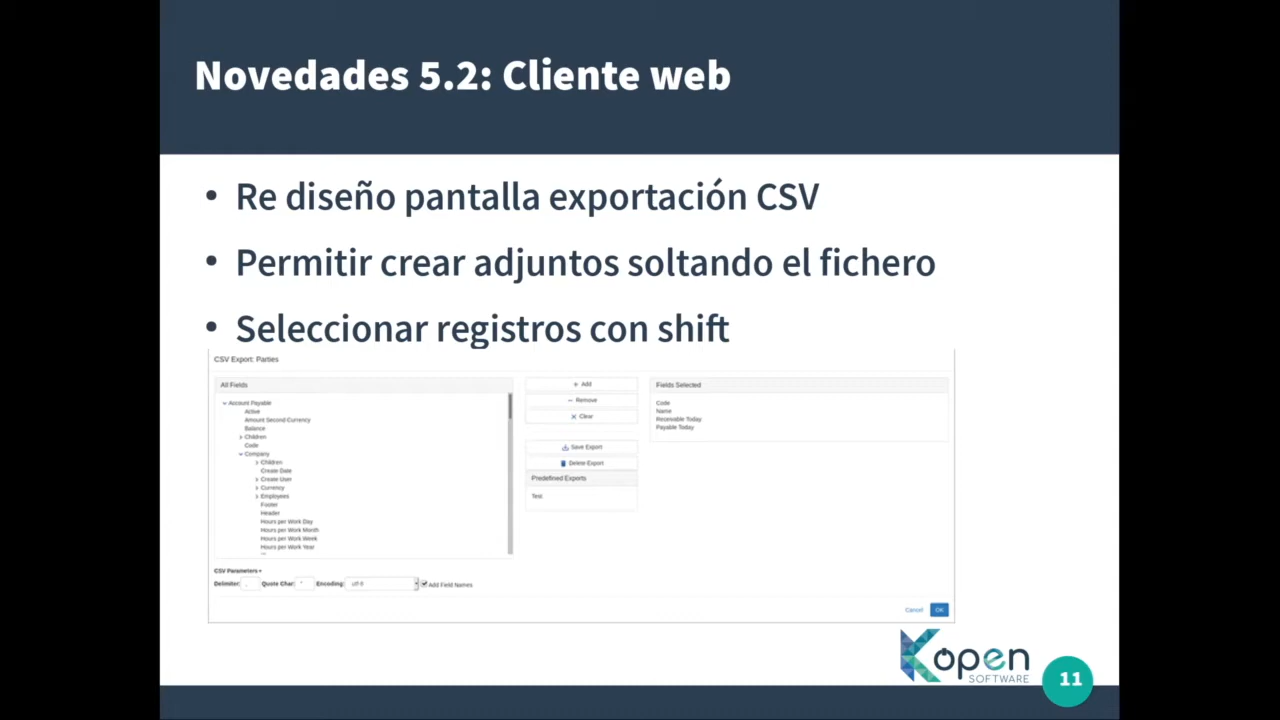 Novedades 5.2: Cliente web
• Re diseño pantalla exportación CSV
• Permitir crear adjuntos soltando el fichero
• Seleccionar registros con shift
CSV Export: Parties
All Fields
Account Payable
Active
Amount Second Currency
Balance
Children
Code
Company
Children
Create Date
Create User
Currency
Employees
Footer
Header
Hours per Work Day
Hours per Work Month
Hours per Work Week
Hours per Work Year
+ Add
− Remove
Clear
Save Export
Delete Export
Predefined Exports
Test
Fields Selected
Code
Name
Receivable Today
Payable Today
CSV Parameters
Delimiter: , Quote Char: " Encoding: utf-8 Add Field Names
Cancel OK
Kopen
SOFTWARE
11